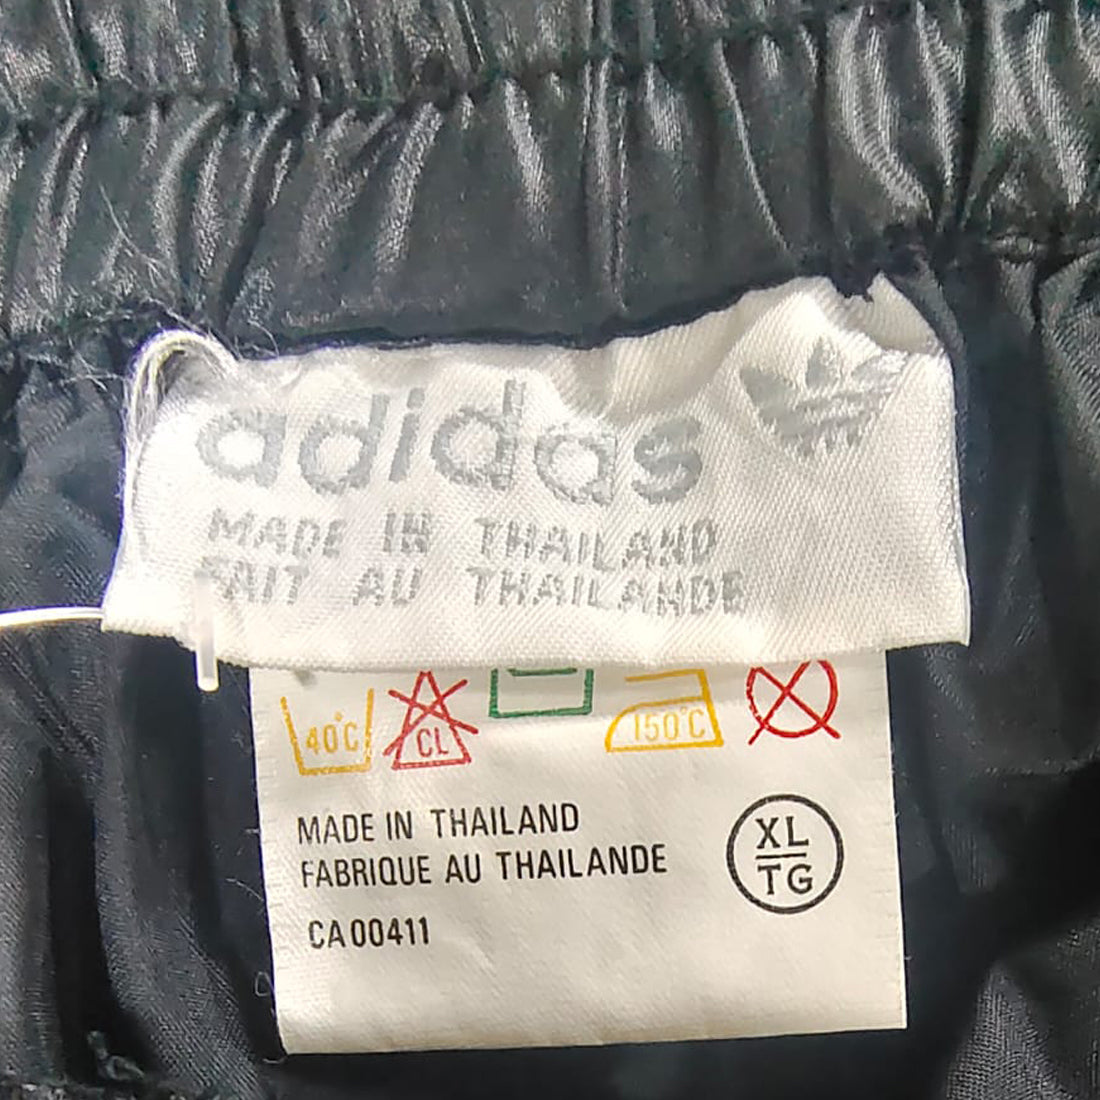 adidas
MADE IN THAILAND
FAIT AU THAILANDE
40°C
CL
150°C
MADE IN THAILAND
FABRIQUE AU THAILANDE
XL
TG
CA00411